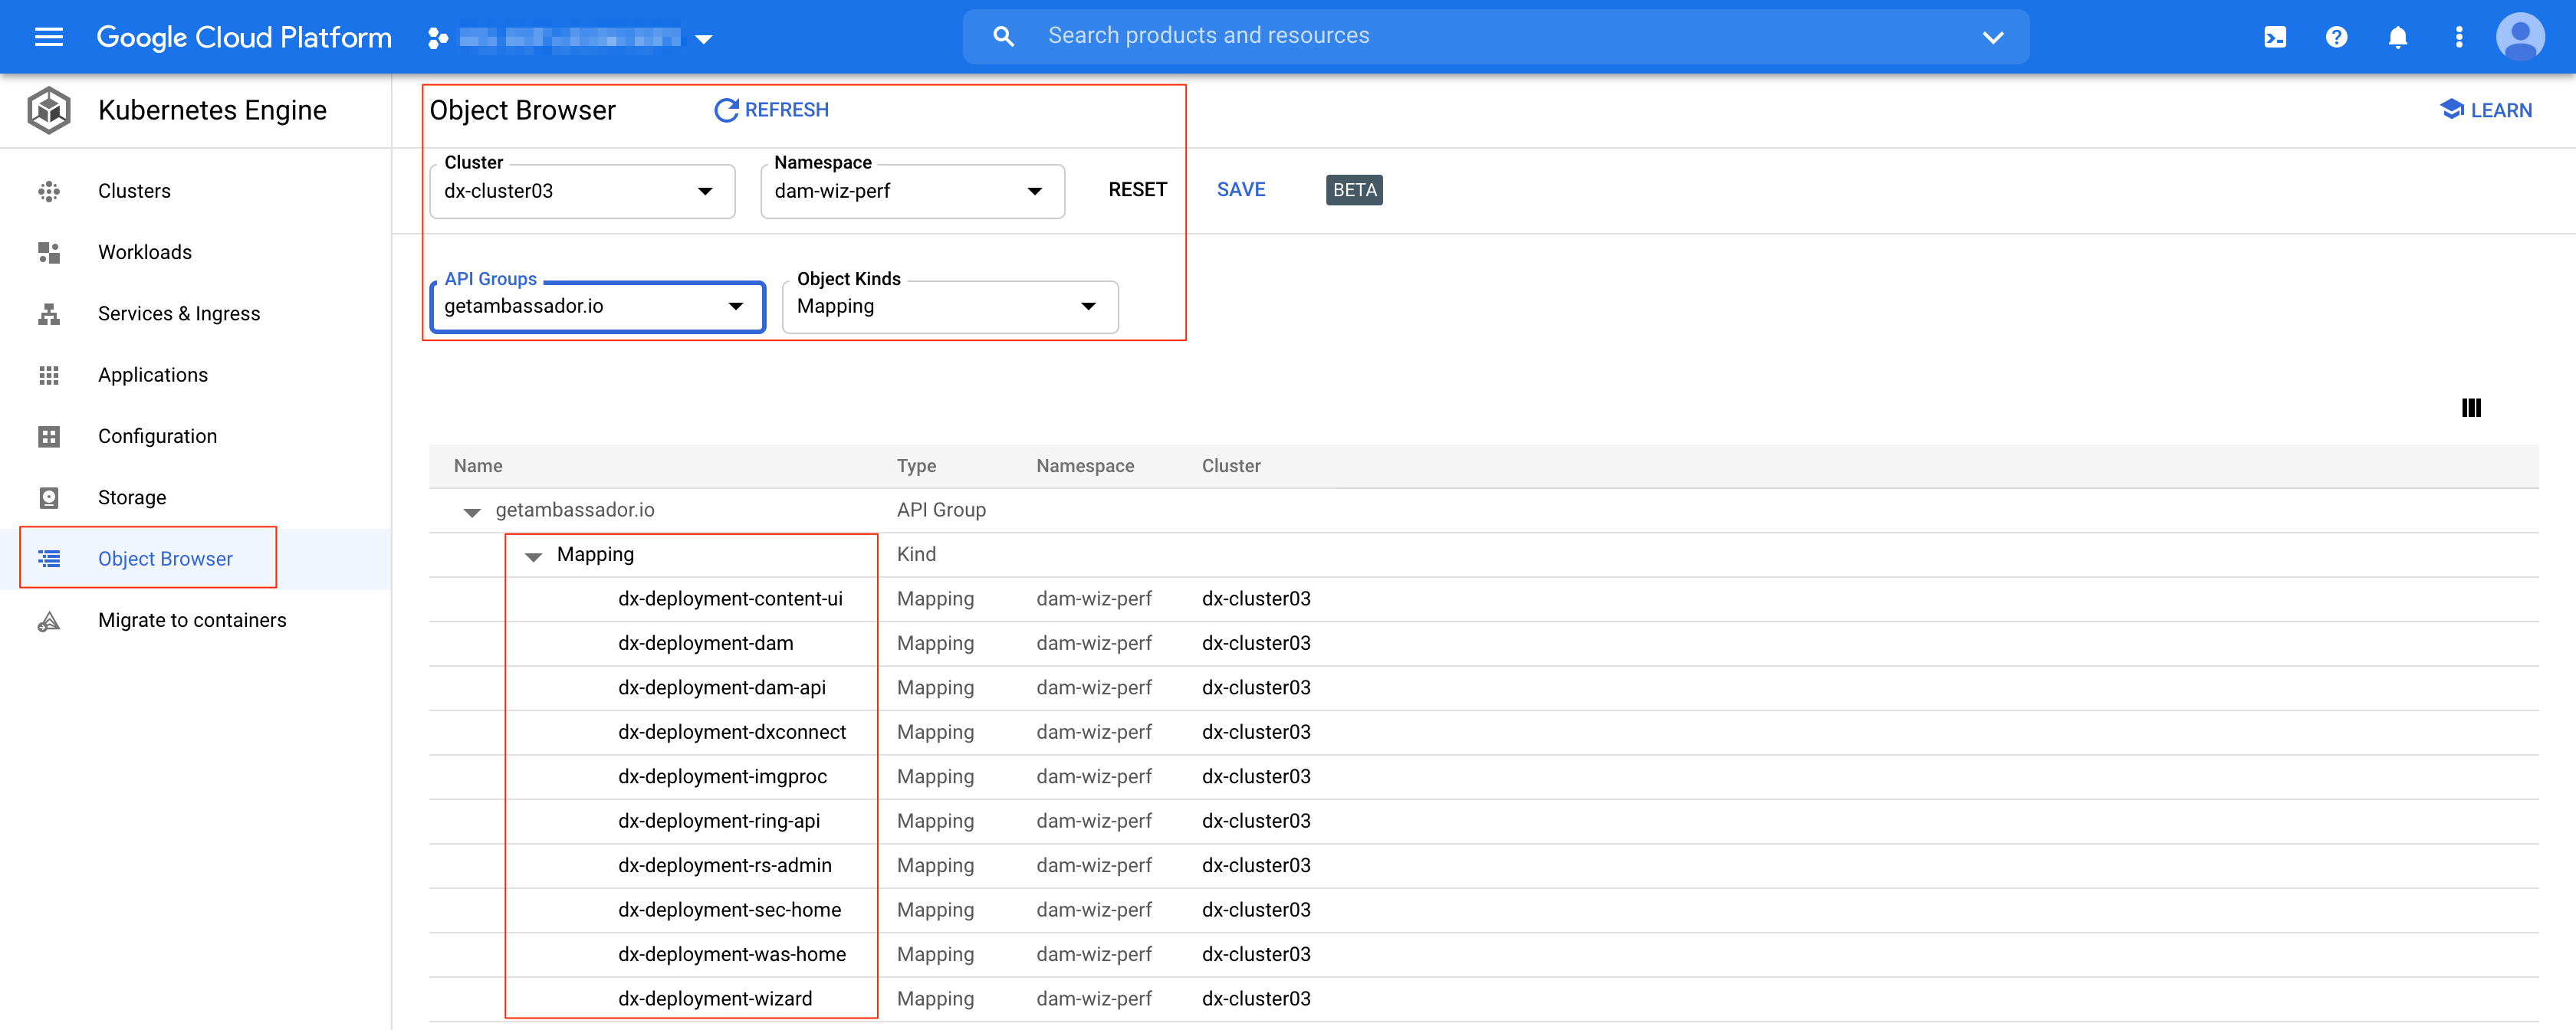 Google Cloud Platform
Search products and resources
Kubernetes Engine
Object Browser REFRESH LEARN
Cluster Namespace
dx-cluster03 dam-wiz-perf RESET SAVE BETA
API Groups Object Kinds
getambassador.io Mapping
Clusters
Workloads
Services & Ingress
Applications
Configuration
Storage
Object Browser
Migrate to containers
Name Type Namespace Cluster
getambassador.io API Group
Mapping Kind
dx-deployment-content-ui Mapping dam-wiz-perf dx-cluster03
dx-deployment-dam Mapping dam-wiz-perf dx-cluster03
dx-deployment-dam-api Mapping dam-wiz-perf dx-cluster03
dx-deployment-dxconnect Mapping dam-wiz-perf dx-cluster03
dx-deployment-imgproc Mapping dam-wiz-perf dx-cluster03
dx-deployment-ring-api Mapping dam-wiz-perf dx-cluster03
dx-deployment-rs-admin Mapping dam-wiz-perf dx-cluster03
dx-deployment-sec-home Mapping dam-wiz-perf dx-cluster03
dx-deployment-was-home Mapping dam-wiz-perf dx-cluster03
dx-deployment-wizard Mapping dam-wiz-perf dx-cluster03